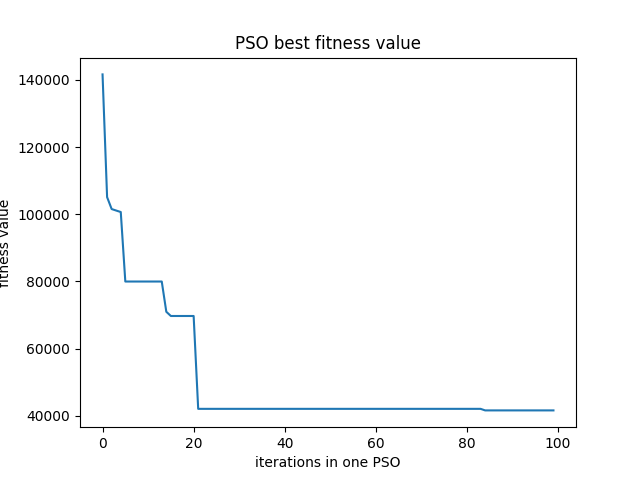 PSO best fitness value
140000
120000
100000
80000
60000
40000
fitness value
0 20 40 60 80 100
iterations in one PSO